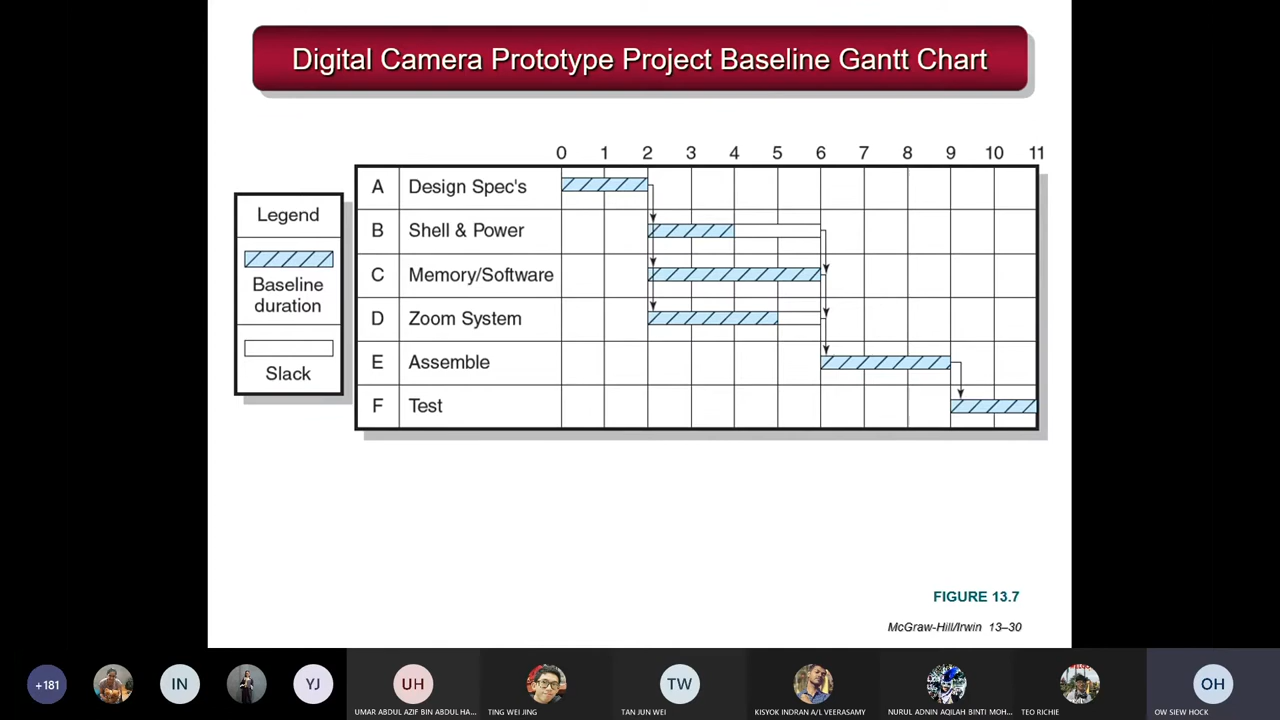 Digital Camera Prototype Project Baseline Gantt Chart
0 1 2 3 4 5 6 7 8 9 10 11
A Design Spec's
B Shell & Power
C Memory/Software
D Zoom System
E Assemble
F Test
Legend
Baseline
duration
Slack
FIGURE 13.7
McGraw-Hill/Irwin 13–30
+181
IN
YJ
UH
TW
OH
UMAR ABDUL AZIF BIN ABDUL HA...
TING WEI JING
TAN JUN WEI
KISYOK INDRAN A/L VEERASAMY
NURUL ADNIN AQILAH BINTI MOH...
TEO RICHIE
OW SIEW HOCK